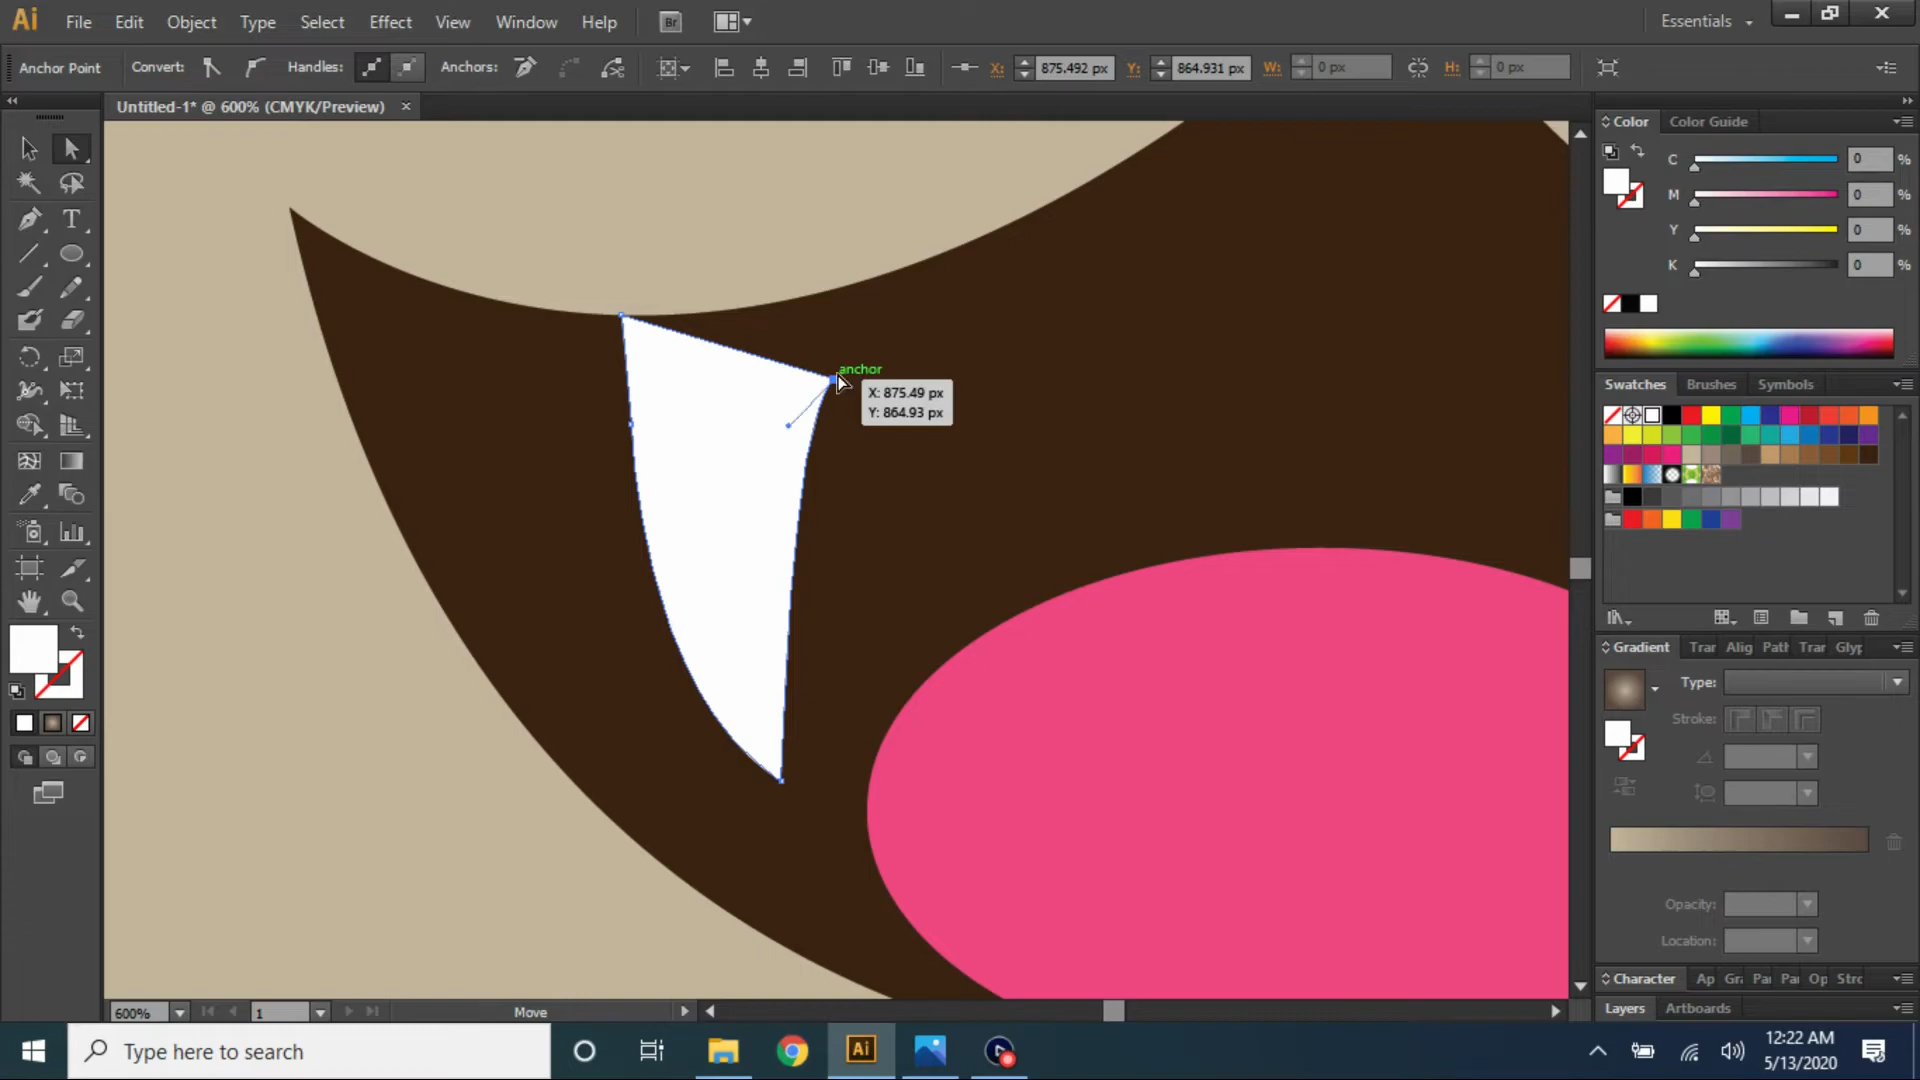 Ai File Edit Object Type Select Effect View Window Help Br Essentials
Anchor Point Convert: Handles: Anchors: X: 875.492 px Y: 864.931 px W: 0 px H: 0 px
Untitled-1* @ 600% (CMYK/Preview)
Color Color Guide
C 0 %
M 0 %
Y 0 %
K 0 %
anchor
X: 875.49 px
Y: 864.93 px
Swatches Brushes Symbols
Gradient Trar Alig Path Trar Glyp
Type:
Stroke:
Opacity:
Location:
Character Ap Gra Pa Pa Op Strc
Layers Artboards
600% 1 Move
Type here to search
Ai
12:22 AM
5/13/2020